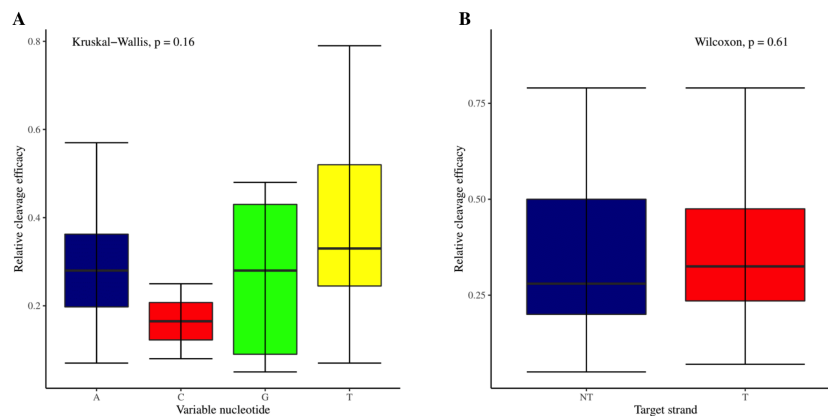 A
Kruskal−Wallis, p = 0.16
0.8
0.6
0.4
0.2
Relative cleavage efficacy
A C G T
Variable nucleotide
B
Wilcoxon, p = 0.61
0.75
0.50
0.25
Relative cleavage efficacy
NT T
Target strand